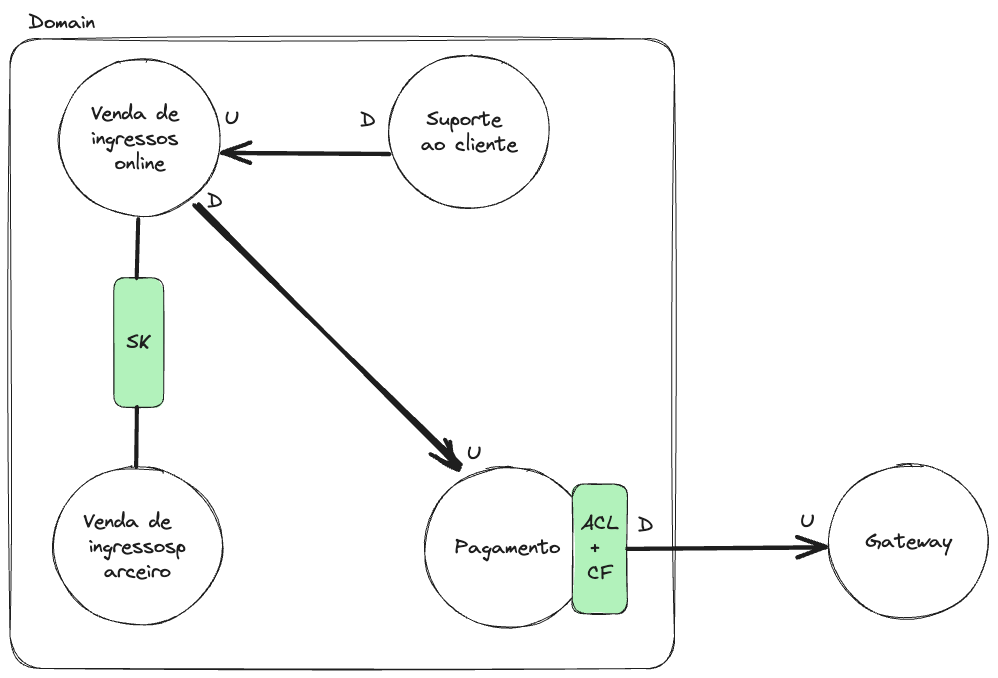 Domain
Venda de
ingressos
online
U
D
Suporte
ao cliente
D
SK
U
Venda de
ingressosp
arceiro
Pagamento
ACL
+
CF
D
U
Gateway